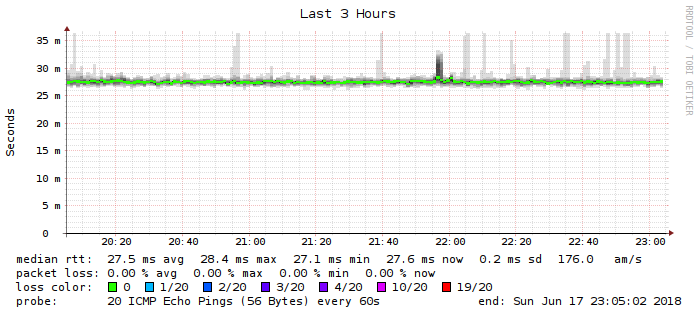 Last 3 Hours
RRDTOOL / TOBI OETIKER
Seconds
35 m
30 m
25 m
20 m
15 m
10 m
5 m
0
20:20 20:40 21:00 21:20 21:40 22:00 22:20 22:40 23:00
median rtt: 27.5 ms avg 28.4 ms max 27.1 ms min 27.6 ms now 0.2 ms sd 176.0 am/s
packet loss: 0.00 % avg 0.00 % max 0.00 % min 0.00 % now
loss color: 0 1/20 2/20 3/20 4/20 10/20 19/20
probe: 20 ICMP Echo Pings (56 Bytes) every 60s end: Sun Jun 17 23:05:02 2018